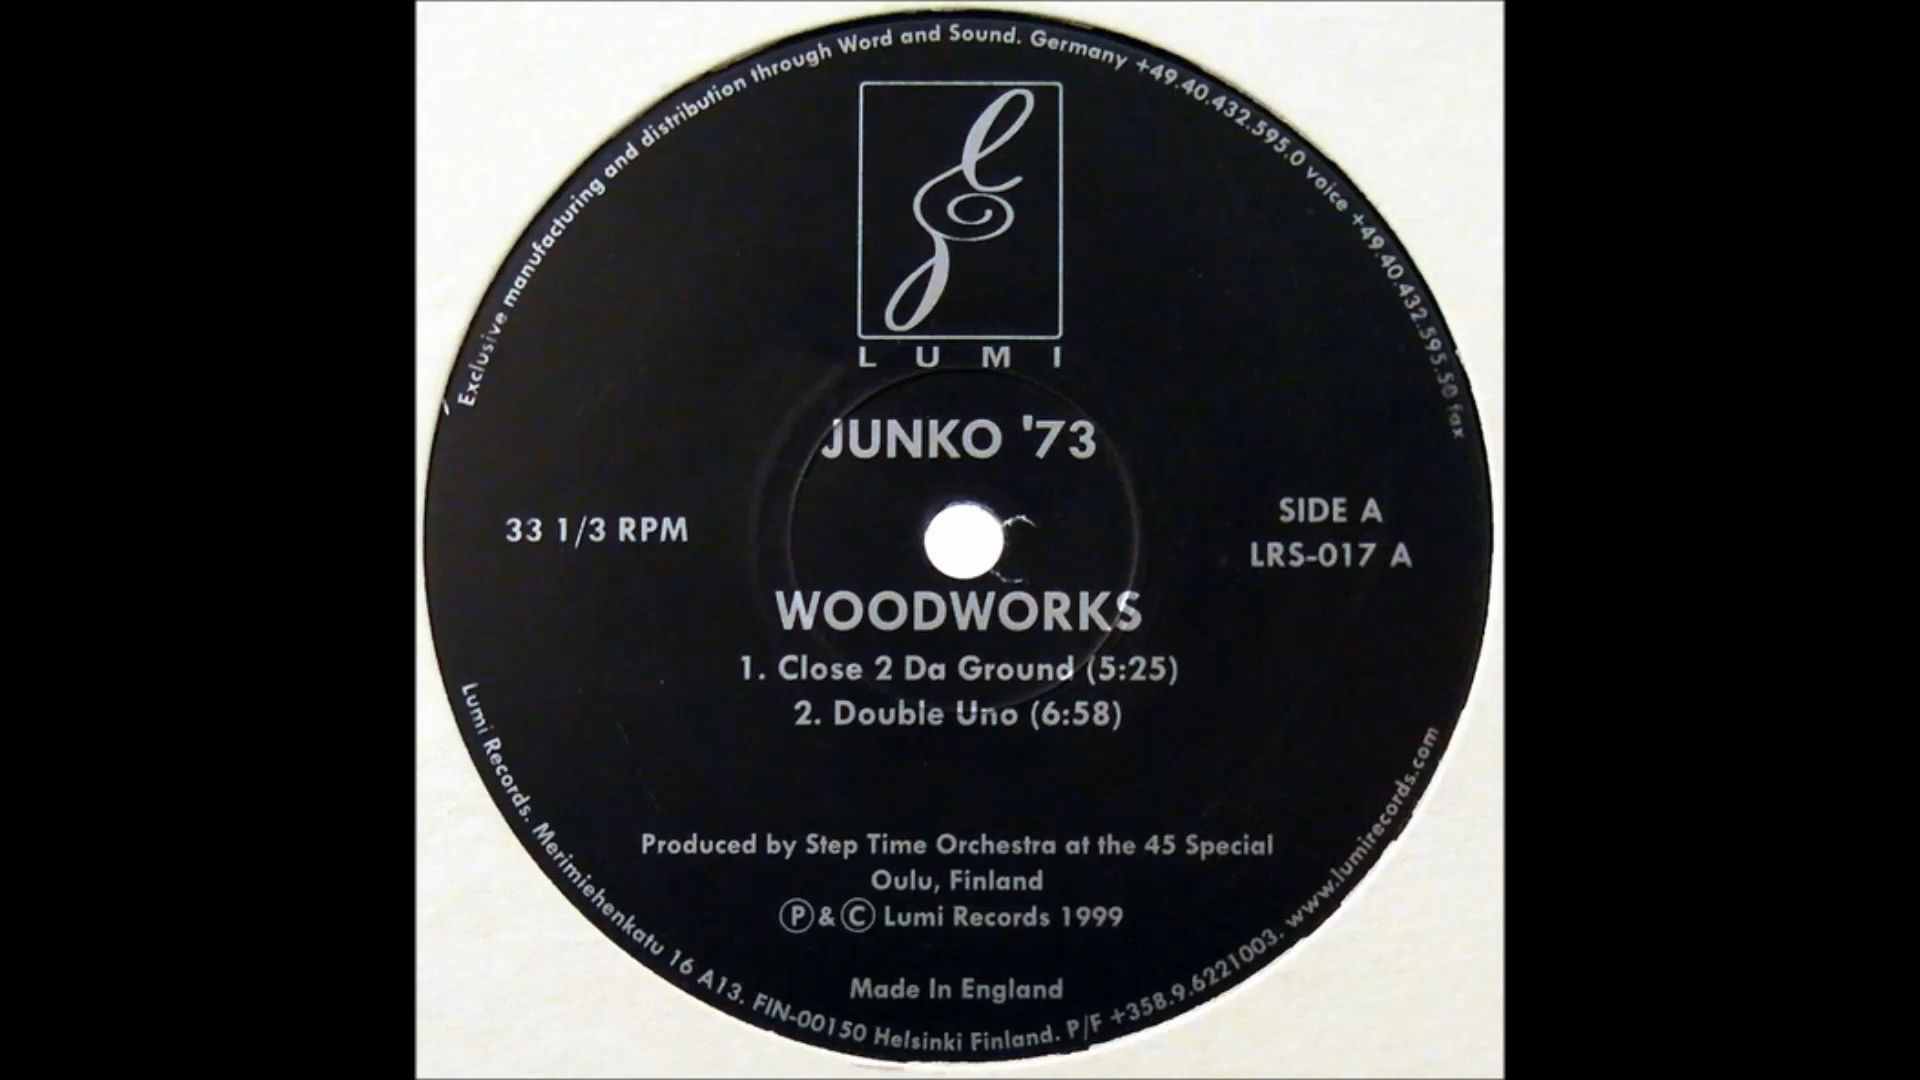 Exclusive manufacturing and distribution through Word and Sound. Germany +49.40.432.595.0 voice +49.40.432.595.50 fax
LUMI
JUNKO '73
33 1/3 RPM
SIDE A
LRS-017 A
WOODWORKS
1. Close 2 Da Ground (5:25)
2. Double Uno (6:58)
Produced by Step Time Orchestra at the 45 Special
Oulu, Finland
Ⓟ & Ⓒ Lumi Records 1999
Made In England
Lumi Records. Merimiehenkatu 16 A13. FIN-00150 Helsinki Finland. P/F +358.9.6221003. www.lumirecords.com